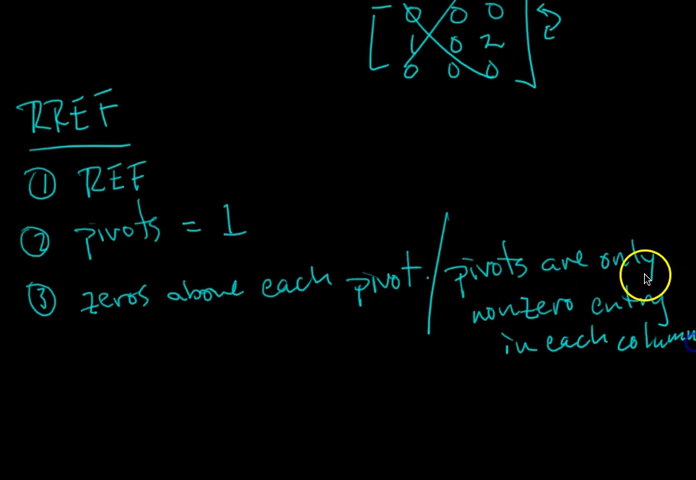 0 0 0
1 0 2
0 0 0
RREF
① REF
② pivots = 1
③ zeros above each pivot. / pivots are only
nonzero entry
in each column